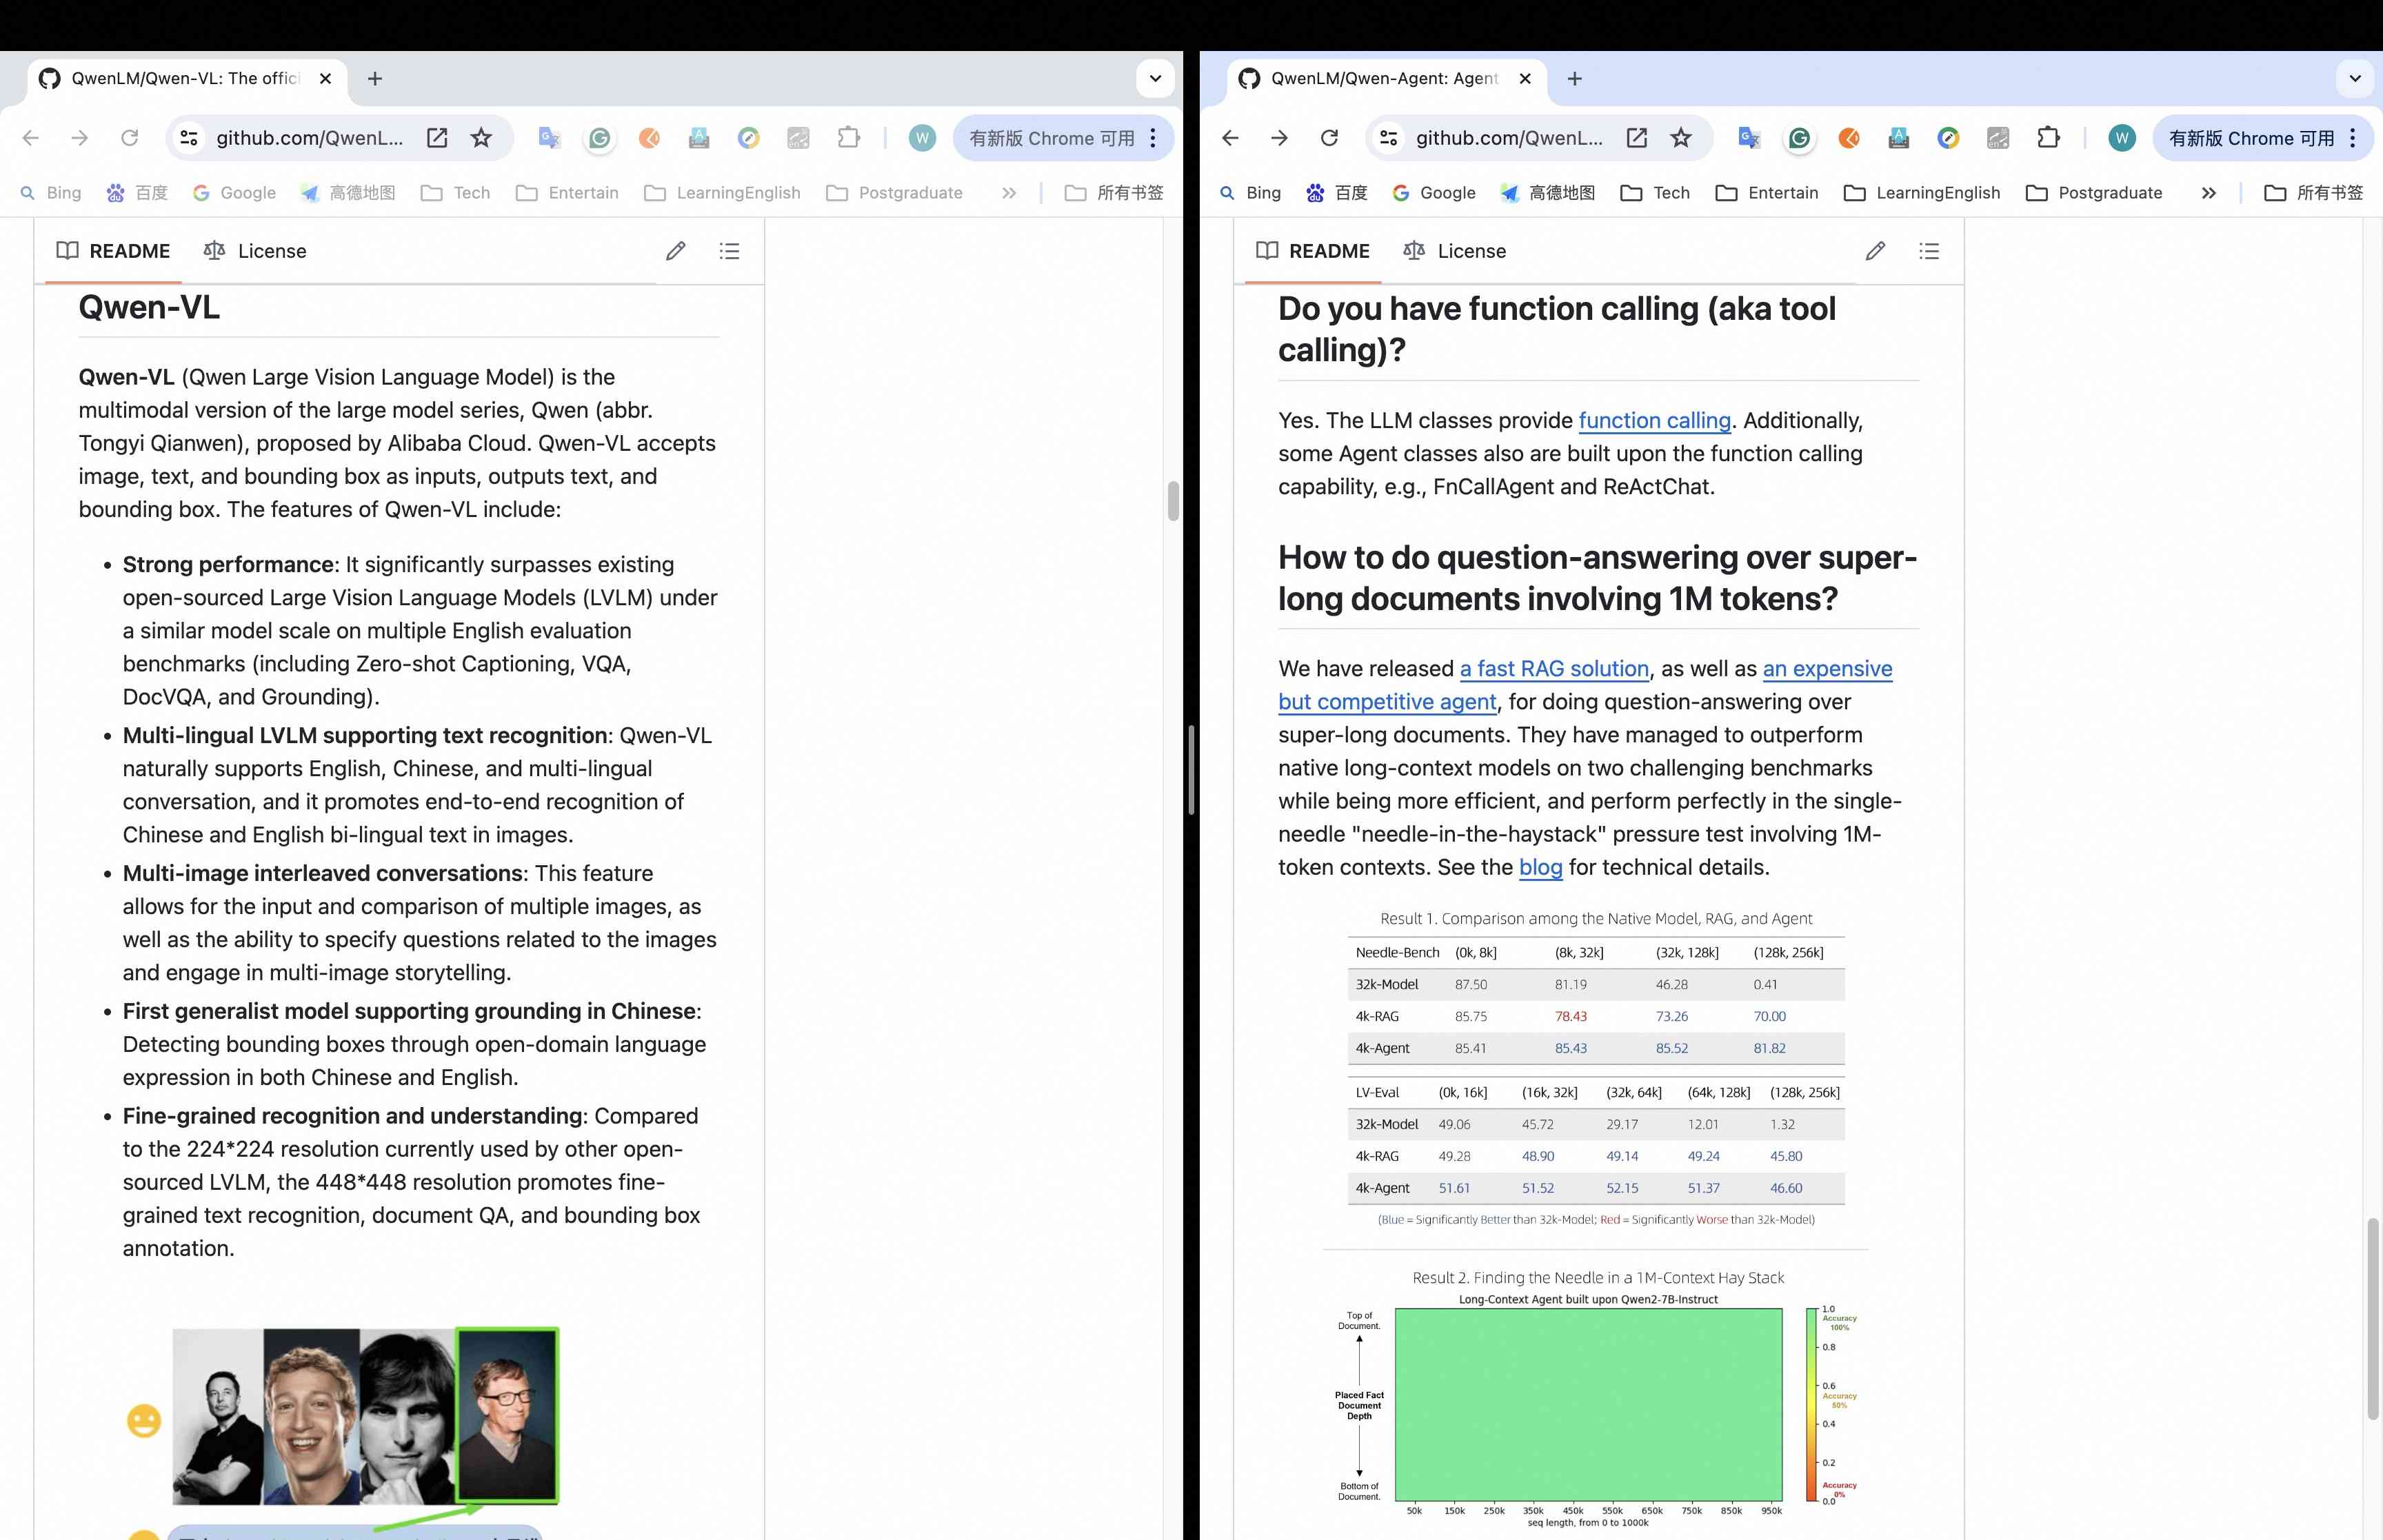 QwenLM/Qwen-VL: The offici
github.com/QwenL...
W
有新版 Chrome 可用
Bing
百度
Google
高德地图
Tech
Entertain
LearningEnglish
Postgraduate
所有书签
README
License
Qwen-VL
Qwen-VL (Qwen Large Vision Language Model) is the
multimodal version of the large model series, Qwen (abbr.
Tongyi Qianwen), proposed by Alibaba Cloud. Qwen-VL accepts
image, text, and bounding box as inputs, outputs text, and
bounding box. The features of Qwen-VL include:
• Strong performance: It significantly surpasses existing
open-sourced Large Vision Language Models (LVLM) under
a similar model scale on multiple English evaluation
benchmarks (including Zero-shot Captioning, VQA,
DocVQA, and Grounding).
• Multi-lingual LVLM supporting text recognition: Qwen-VL
naturally supports English, Chinese, and multi-lingual
conversation, and it promotes end-to-end recognition of
Chinese and English bi-lingual text in images.
• Multi-image interleaved conversations: This feature
allows for the input and comparison of multiple images, as
well as the ability to specify questions related to the images
and engage in multi-image storytelling.
• First generalist model supporting grounding in Chinese:
Detecting bounding boxes through open-domain language
expression in both Chinese and English.
• Fine-grained recognition and understanding: Compared
to the 224*224 resolution currently used by other open-
sourced LVLM, the 448*448 resolution promotes fine-
grained text recognition, document QA, and bounding box
annotation.
QwenLM/Qwen-Agent: Agent
github.com/QwenL...
W
有新版 Chrome 可用
Bing
百度
Google
高德地图
Tech
Entertain
LearningEnglish
Postgraduate
所有书签
README
License
Do you have function calling (aka tool
calling)?
Yes. The LLM classes provide function calling. Additionally,
some Agent classes also are built upon the function calling
capability, e.g., FnCallAgent and ReActChat.
How to do question-answering over super-
long documents involving 1M tokens?
We have released a fast RAG solution, as well as an expensive
but competitive agent, for doing question-answering over
super-long documents. They have managed to outperform
native long-context models on two challenging benchmarks
while being more efficient, and perform perfectly in the single-
needle "needle-in-the-haystack" pressure test involving 1M-
token contexts. See the blog for technical details.
Result 1. Comparison among the Native Model, RAG, and Agent
Needle-Bench (0k, 8k] (8k, 32k] (32k, 128k] (128k, 256k]
32k-Model 87.50 81.19 46.28 0.41
4k-RAG 85.75 78.43 73.26 70.00
4k-Agent 85.41 85.43 85.52 81.82
LV-Eval (0k, 16k] (16k, 32k] (32k, 64k] (64k, 128k] (128k, 256k]
32k-Model 49.06 45.72 29.17 12.01 1.32
4k-RAG 49.28 48.90 49.14 49.24 45.80
4k-Agent 51.61 51.52 52.15 51.37 46.60
(Blue = Significantly Better than 32k-Model; Red = Significantly Worse than 32k-Model)
Result 2. Finding the Needle in a 1M-Context Hay Stack
Long-Context Agent built upon Qwen2-7B-Instruct
Top of
Document.
Placed Fact
Document
Depth
Bottom of
Document.
1.0
Accuracy
100%
0.8
0.6
Accuracy
50%
0.4
0.2
Accuracy
0%
0.0
50k 150k 250k 350k 450k 550k 650k 750k 850k 950k
seq length, from 0 to 1000k